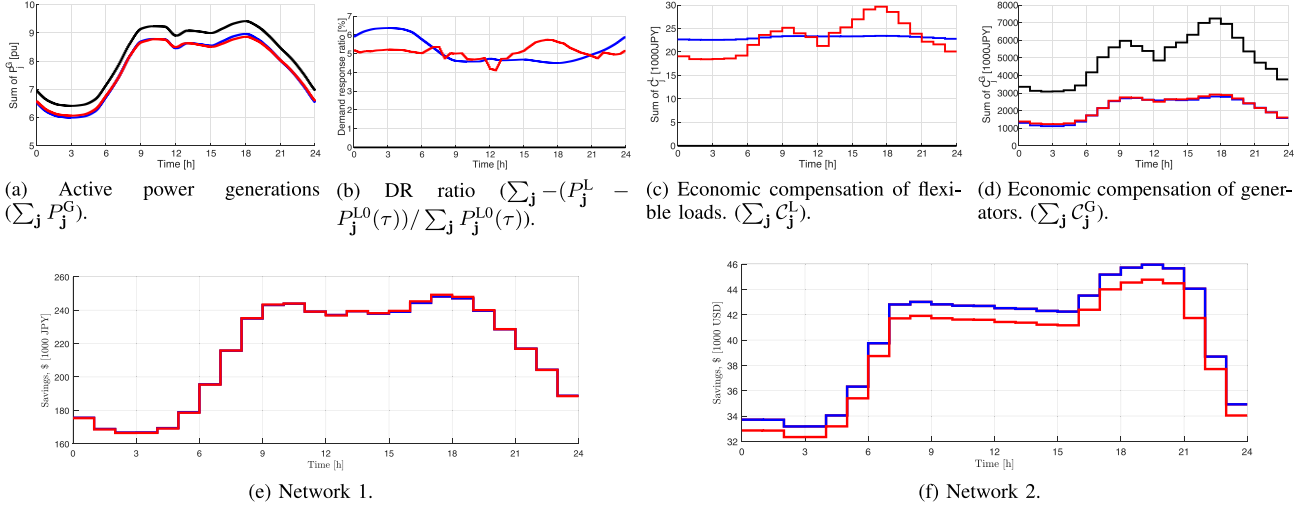 10
9
8
7
6
5
0 3 6 9 12 15 18 21 24
Time [h]
Sum of P_j^G [pu]
7
6
5
4
3
2
1
0
0 3 6 9 12 15 18 21 24
Time [h]
Demand response ratio [%]
30
25
20
15
10
5
0
0 3 6 9 12 15 18 21 24
Time [h]
Sum of C_j^L [1000JPY]
8000
7000
6000
5000
4000
3000
2000
1000
0
0 3 6 9 12 15 18 21 24
Time [h]
Sum of C_j^G [1000JPY]
(a) Active power generations
(∑_j P_j^G).
(b) DR ratio (∑_j −(P_j^L −
P_j^{L0}(τ))/ ∑_j P_j^{L0}(τ)).
(c) Economic compensation of flexi-
ble loads. (∑_j C_j^L).
(d) Economic compensation of gener-
ators. (∑_j C_j^G).
260
240
220
200
180
160
0 3 6 9 12 15 18 21 24
Time [h]
Savings, $ [1000 JPY]
46
44
42
40
38
36
34
32
0 3 6 9 12 15 18 21 24
Time [h]
Savings, $ [1000 USD]
(e) Network 1.
(f) Network 2.